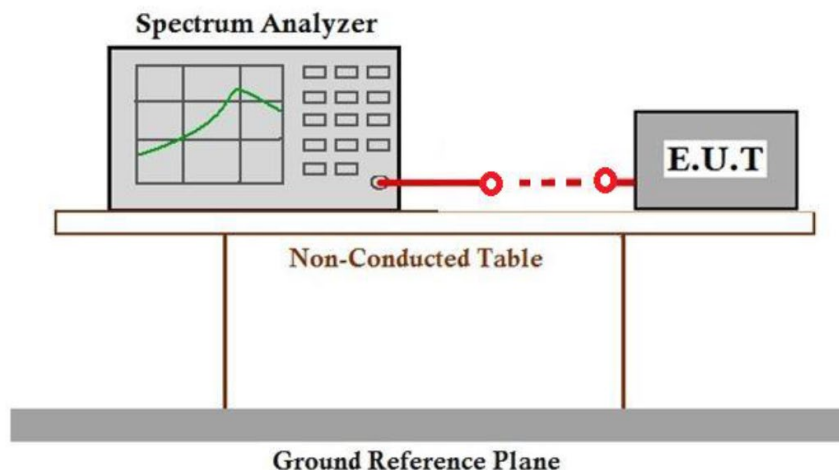 Spectrum Analyzer
E.U.T
Non-Conducted Table
Ground Reference Plane